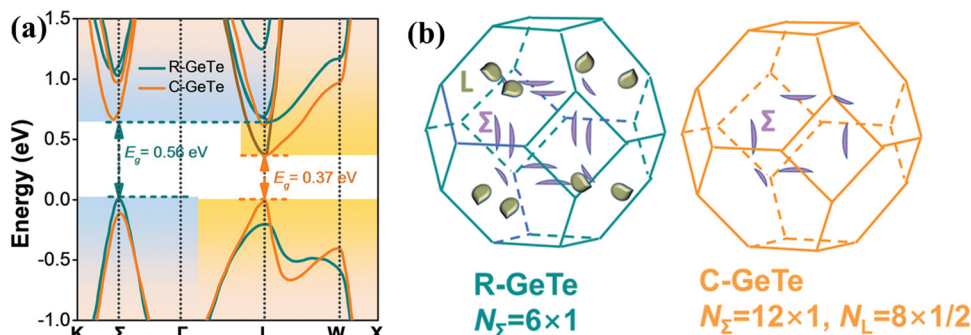 (a)
1.5
1.0
0.5
0.0
-0.5
-1.0
Energy (eV)
R-GeTe
C-GeTe
E_g = 0.56 eV
E_g = 0.37 eV
K Σ Γ L W X
(b)
L
Σ
Σ
R-GeTe
N_Σ=6×1
C-GeTe
N_Σ=12×1, N_L=8×1/2